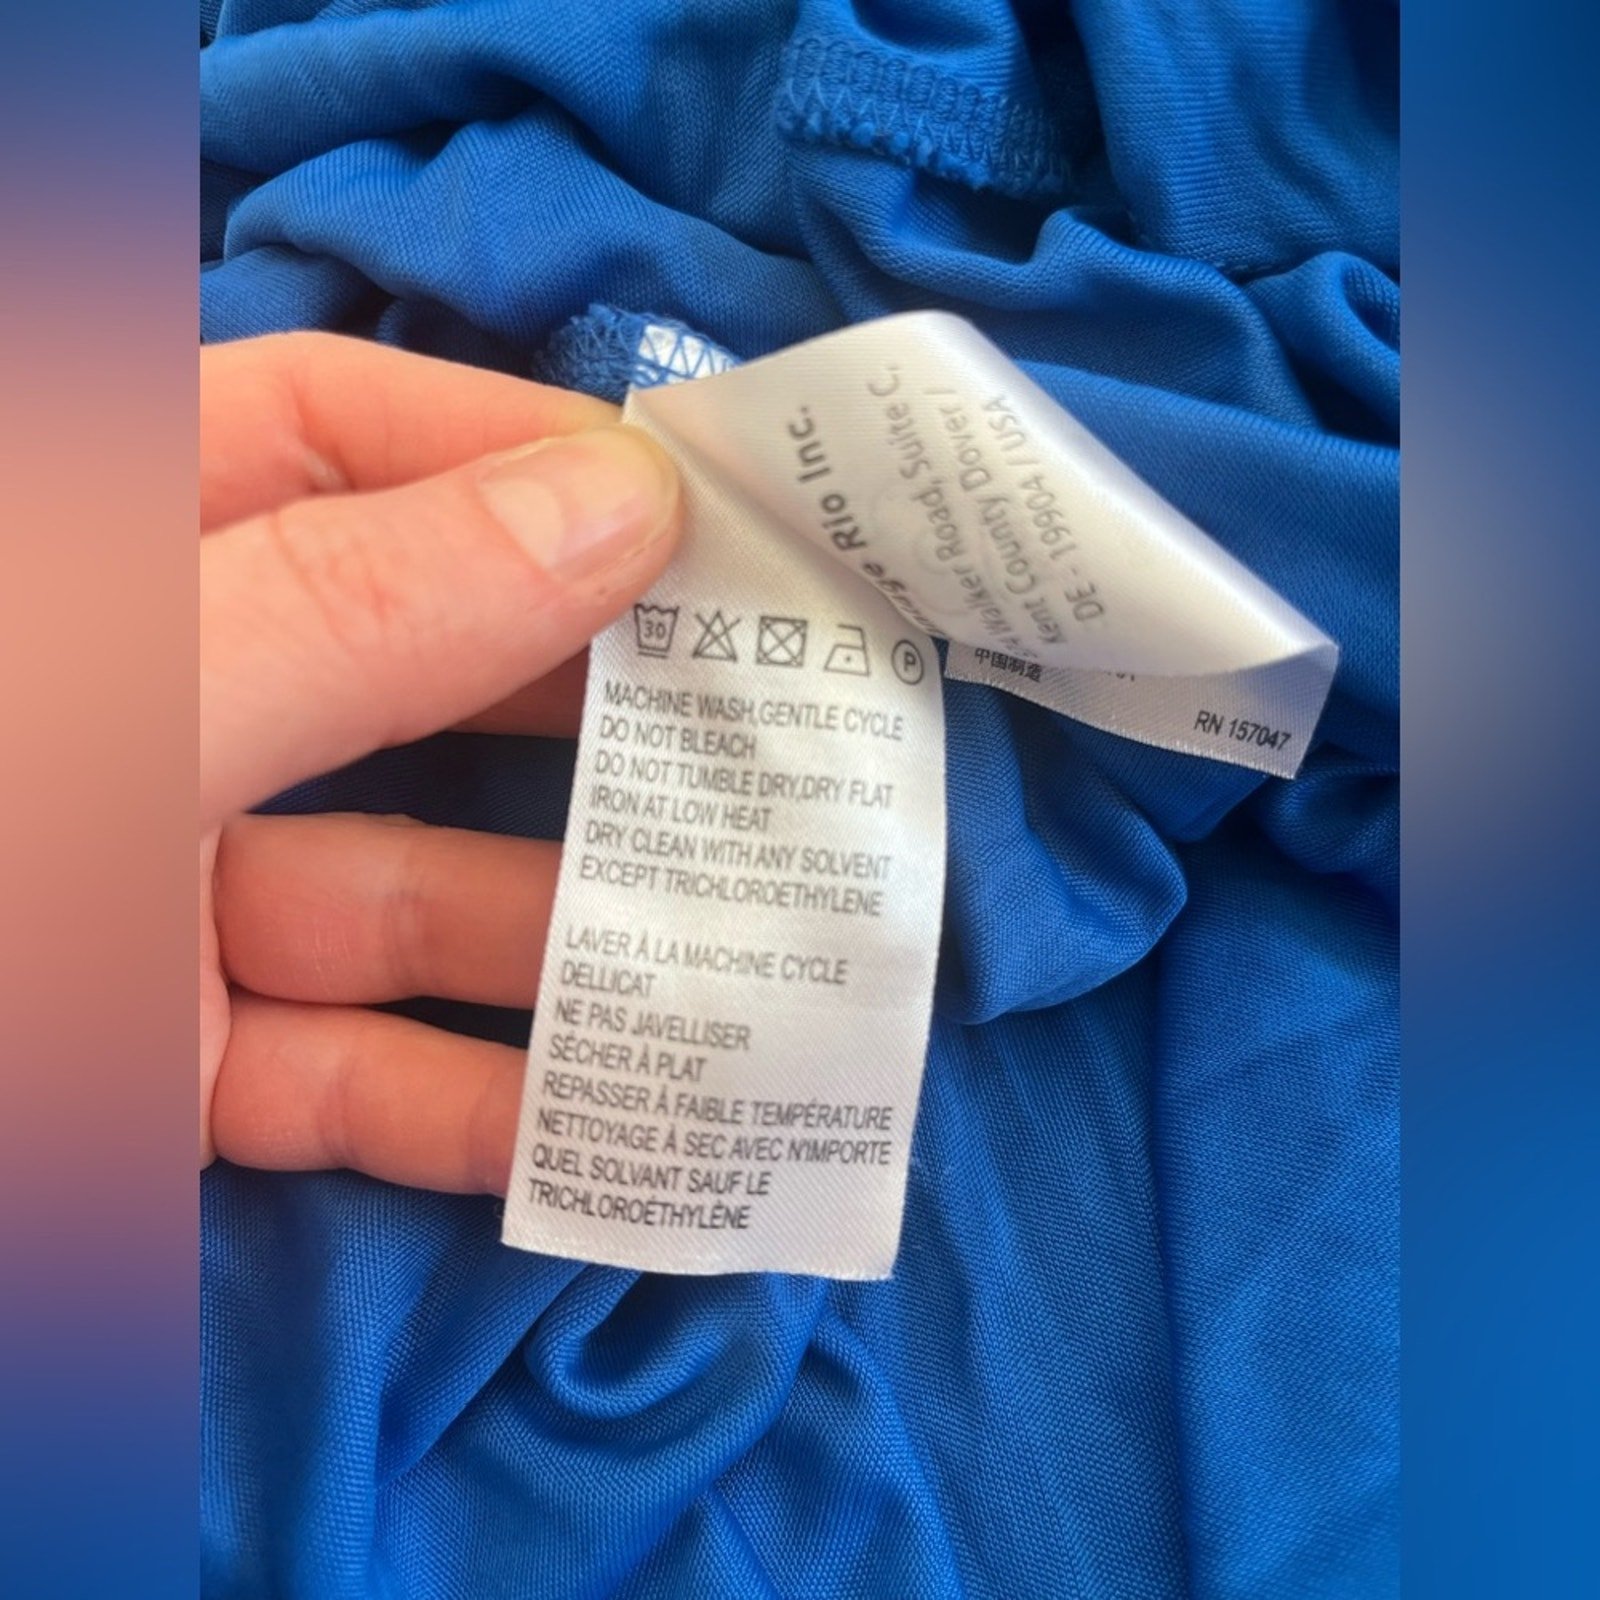 30
P
MACHINE WASH,GENTLE CYCLE
DO NOT BLEACH
DO NOT TUMBLE DRY,DRY FLAT
IRON AT LOW HEAT
DRY CLEAN WITH ANY SOLVENT
EXCEPT TRICHLOROETHYLENE
LAVER À LA MACHINE CYCLE
DELLICAT
NE PAS JAVELLISER
SÉCHER À PLAT
REPASSER À FAIBLE TEMPÉRATURE
NETTOYAGE À SEC AVEC N'IMPORTE
QUEL SOLVANT SAUF LE
TRICHLOROÉTHYLÈNE
Rio Inc.
Walker Road, Suite C.
Kent County Dover /
DE - 19904 / USA
中国制造
RN 157047